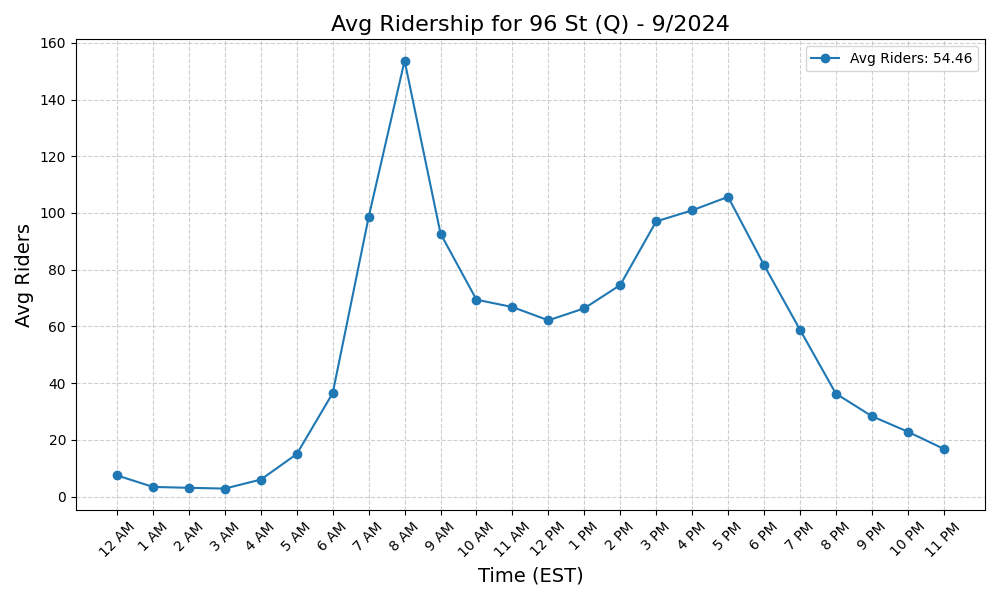 Avg Ridership for 96 St (Q) - 9/2024
Avg Riders: 54.46
Avg Riders
160
140
120
100
80
60
40
20
0
12 AM
1 AM
2 AM
3 AM
4 AM
5 AM
6 AM
7 AM
8 AM
9 AM
10 AM
11 AM
12 PM
1 PM
2 PM
3 PM
4 PM
5 PM
6 PM
7 PM
8 PM
9 PM
10 PM
11 PM
Time (EST)